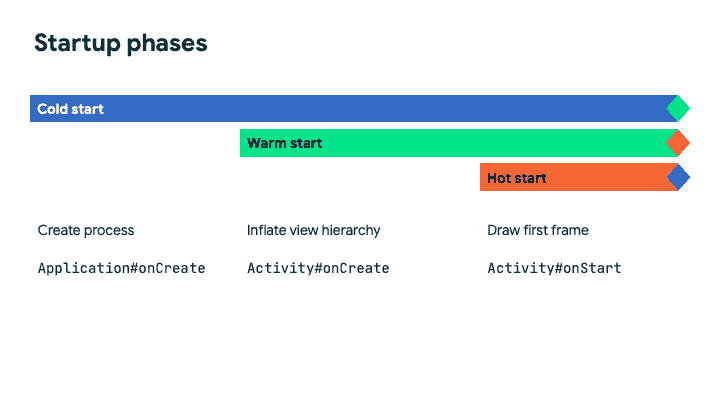 Startup phases
Cold start
Warm start
Hot start
Create process
Inflate view hierarchy
Draw first frame
Application#onCreate
Activity#onCreate
Activity#onStart